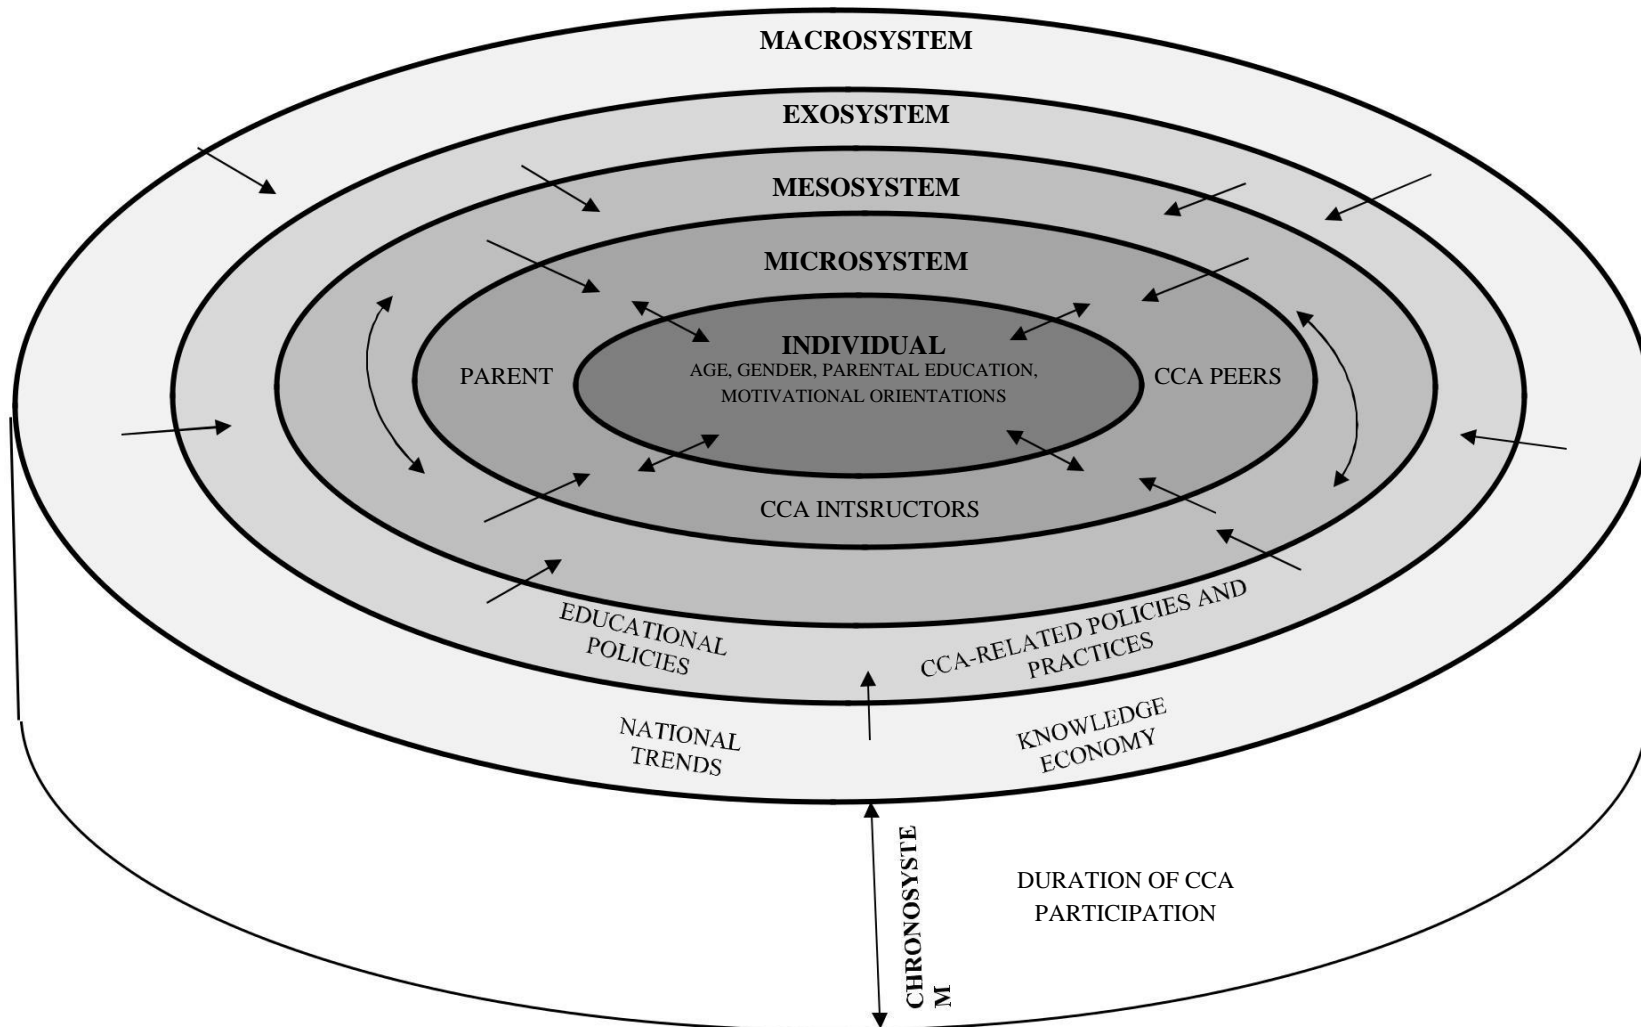 MACROSYSTEM
EXOSYSTEM
MESOSYSTEM
MICROSYSTEM
INDIVIDUAL
AGE, GENDER, PARENTAL EDUCATION,
MOTIVATIONAL ORIENTATIONS
PARENT
CCA PEERS
CCA INTSRUCTORS
EDUCATIONAL
POLICIES
CCA-RELATED POLICIES AND
PRACTICES
NATIONAL
TRENDS
KNOWLEDGE
ECONOMY
CHRONOSYSTE
M
DURATION OF CCA
PARTICIPATION